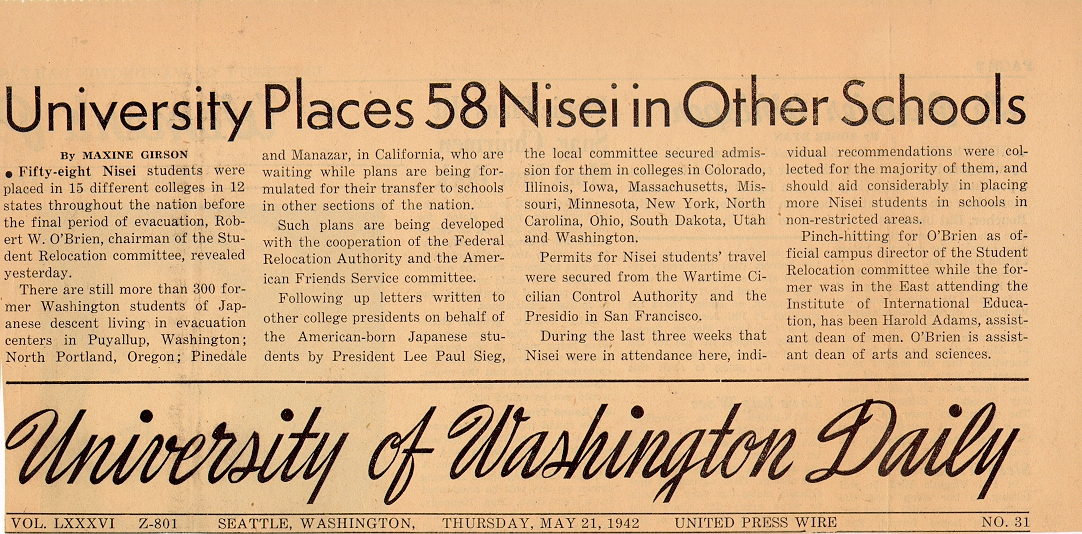 University Places 58 Nisei in Other Schools
By MAXINE GIRSON
• Fifty-eight Nisei students were
placed in 15 different colleges in 12
states throughout the nation before
the final period of evacuation, Rob-
ert W. O'Brien, chairman of the Stu-
dent Relocation committee, revealed
yesterday.
There are still more than 300 for-
mer Washington students of Jap-
anese descent living in evacuation
centers in Puyallup, Washington;
North Portland, Oregon; Pinedale
and Manazar, in California, who are
waiting while plans are being for-
mulated for their transfer to schools
in other sections of the nation.
Such plans are being developed
with the cooperation of the Federal
Relocation Authority and the Amer-
ican Friends Service committee.
Following up letters written to
other college presidents on behalf of
the American-born Japanese stu-
dents by President Lee Paul Sieg,
the local committee secured admis-
sion for them in colleges in Colorado,
Illinois, Iowa, Massachusetts, Mis-
souri, Minnesota, New York, North
Carolina, Ohio, South Dakota, Utah
and Washington.
Permits for Nisei students' travel
were secured from the Wartime Ci-
cilian Control Authority and the
Presidio in San Francisco.
During the last three weeks that
Nisei were in attendance here, indi-
vidual recommendations were col-
lected for the majority of them, and
should aid considerably in placing
more Nisei students in schools in
non-restricted areas.
Pinch-hitting for O'Brien as of-
ficial campus director of the Student
Relocation committee while the for-
mer was in the East attending the
Institute of International Educa-
tion, has been Harold Adams, assist-
ant dean of men. O'Brien is assist-
ant dean of arts and sciences.
University of Washington Daily
VOL. LXXXVI Z-801 SEATTLE, WASHINGTON, THURSDAY, MAY 21, 1942 UNITED PRESS WIRE NO. 31